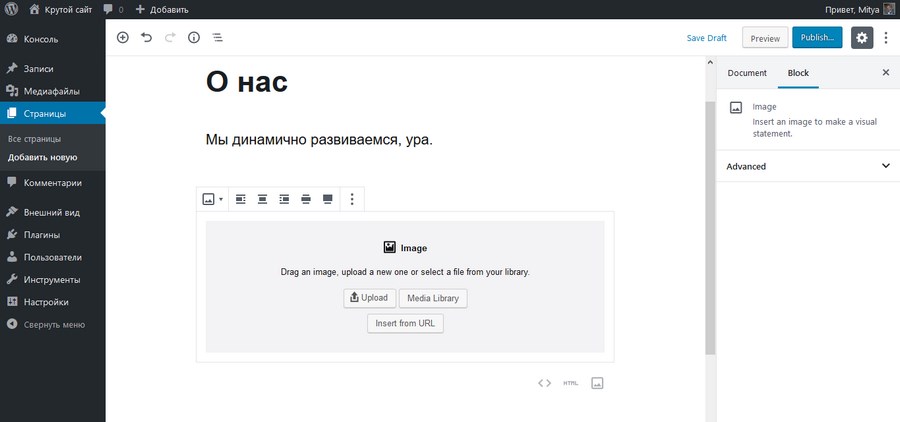 Крутой сайт 0 Добавить Привет, Mitya
Консоль
Записи
Медиафайлы
Страницы
Все страницы
Добавить новую
Комментарии
Внешний вид
Плагины
Пользователи
Инструменты
Настройки
Свернуть меню
Save Draft Preview Publish...
О нас
Мы динамично развиваемся, ура.
Image
Drag an image, upload a new one or select a file from your library.
Upload Media Library
Insert from URL
HTML
Document Block
Image
Insert an image to make a visual
statement.
Advanced